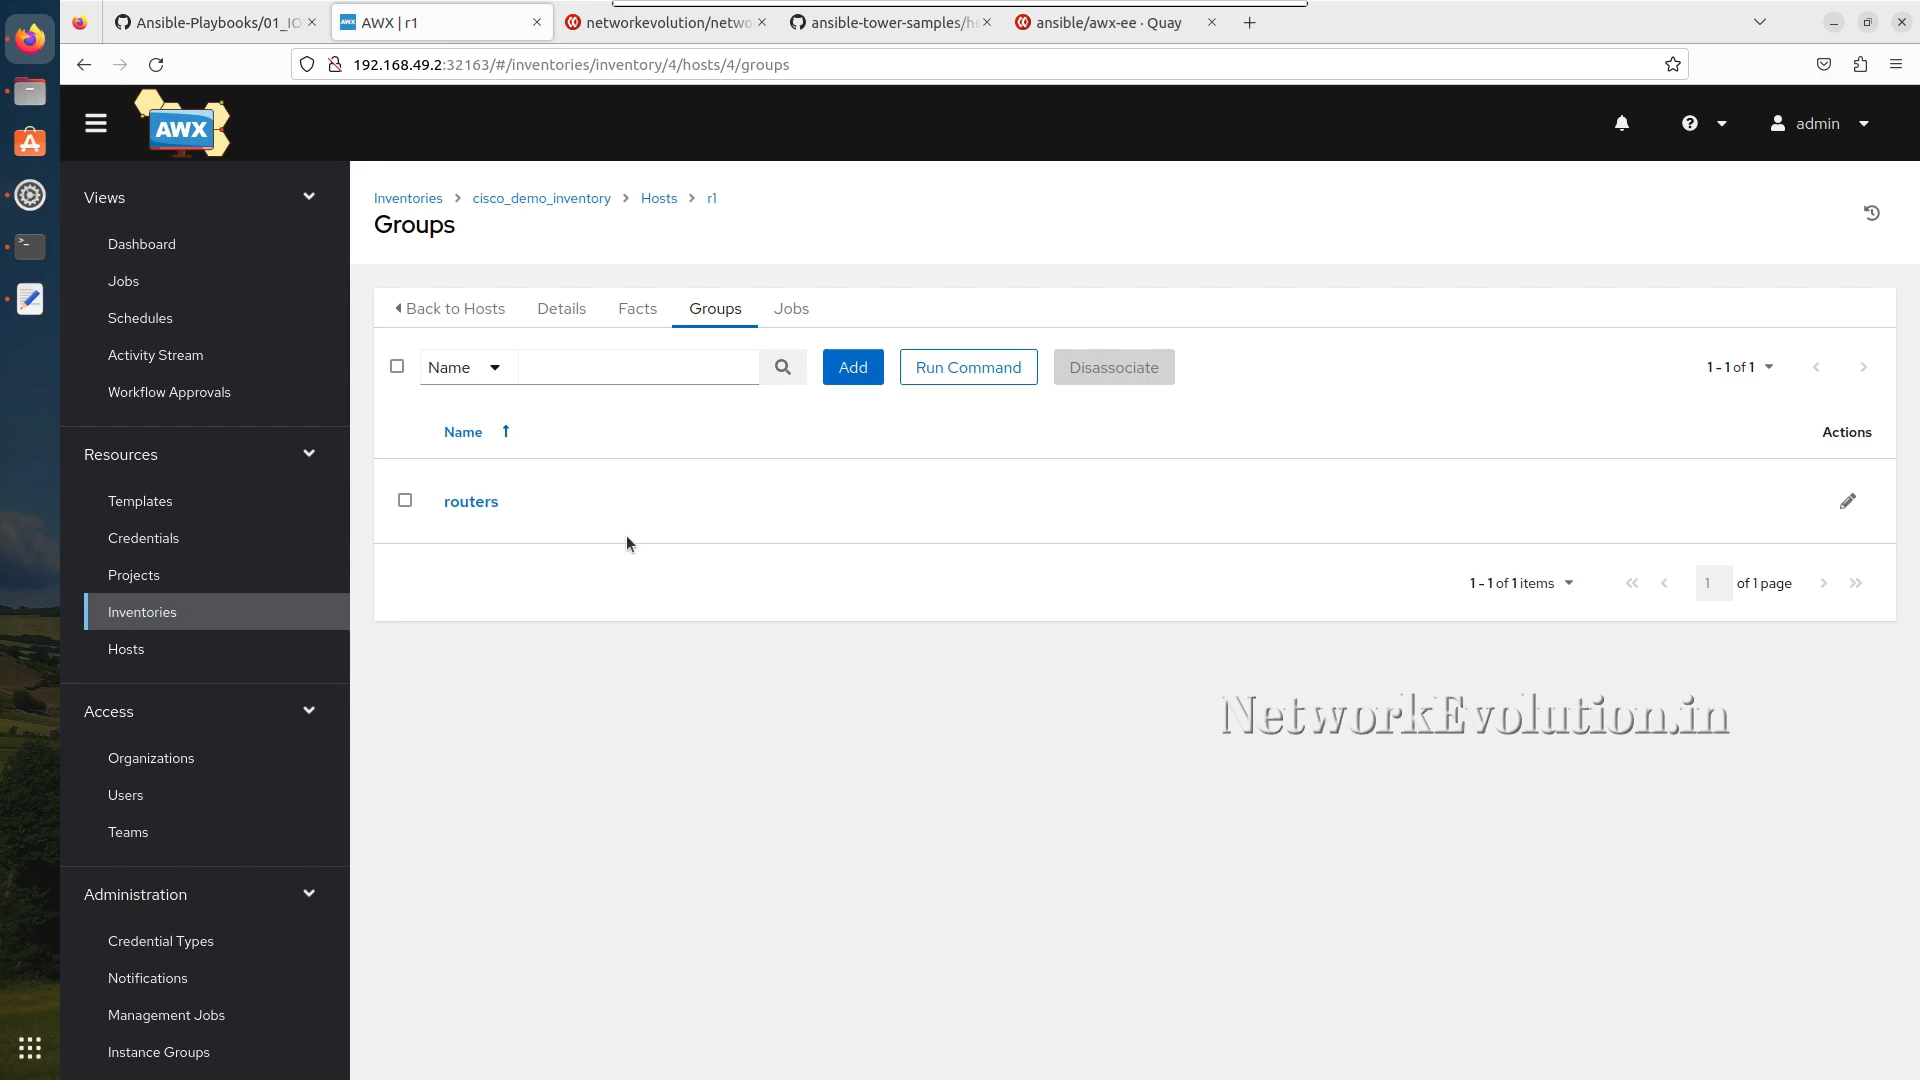 Ansible-Playbooks/01_IO
AWX | r1
networkevolution/netwo
ansible-tower-samples/he
ansible/awx-ee · Quay
192.168.49.2:32163/#/inventories/inventory/4/hosts/4/groups
AWX
admin
Views
Dashboard
Jobs
Schedules
Activity Stream
Workflow Approvals
Resources
Templates
Credentials
Projects
Inventories
Hosts
Access
Organizations
Users
Teams
Administration
Credential Types
Notifications
Management Jobs
Instance Groups
Inventories > cisco_demo_inventory > Hosts > r1
Groups
Back to Hosts
Details
Facts
Groups
Jobs
Name
Add
Run Command
Disassociate
1 - 1 of 1
Name
Actions
routers
1 - 1 of 1 items
1 of 1 page
NetworkEvolution.in